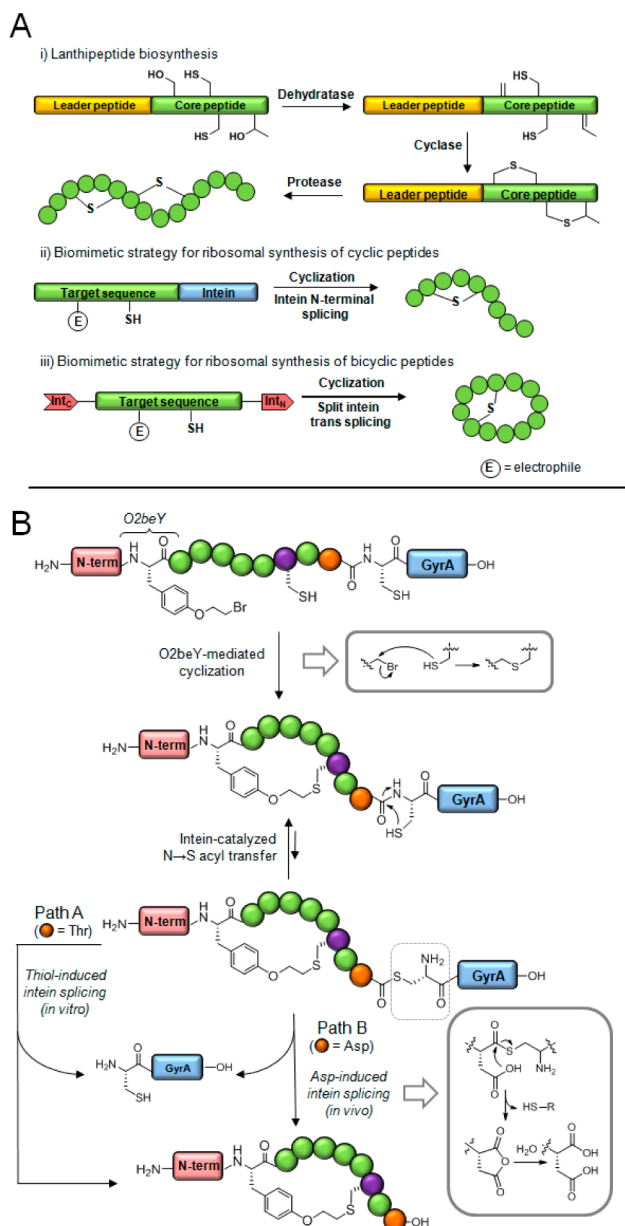 A
i) Lanthipeptide biosynthesis
HO
HS
Leader peptide
Core peptide
HS
HO
Dehydratase
HS
Leader peptide
Core peptide
HS
Cyclase
S
S
Protease
S
Leader peptide
Core peptide
S
ii) Biomimetic strategy for ribosomal synthesis of cyclic peptides
Target sequence
Intein
E
SH
Cyclization
Intein N-terminal
splicing
S
iii) Biomimetic strategy for ribosomal synthesis of bicyclic peptides
IntC
Target sequence
IntN
E
SH
Cyclization
Split intein
trans splicing
S
E = electrophile
B
O2beY
H2N
N-term
H
N
O
O
Br
SH
O
H
N
O
SH
GyrA
OH
O2beY-mediated
cyclization
Br
HS
S
H2N
N-term
H
N
O
O
S
O
H
N
O
HS
GyrA
OH
Intein-catalyzed
N→S acyl transfer
Path A
( = Thr)
H2N
N-term
H
N
O
O
S
O
S
NH2
O
GyrA
OH
Thiol-induced
intein splicing
(in vitro)
Path B
( = Asp)
H2N
O
GyrA
OH
SH
Asp-induced
intein splicing
(in vivo)
O
S
OH
NH2
O
HS–R
O
O
O
H2O
O
OH
OH
O
H2N
N-term
H
N
O
O
S
OH